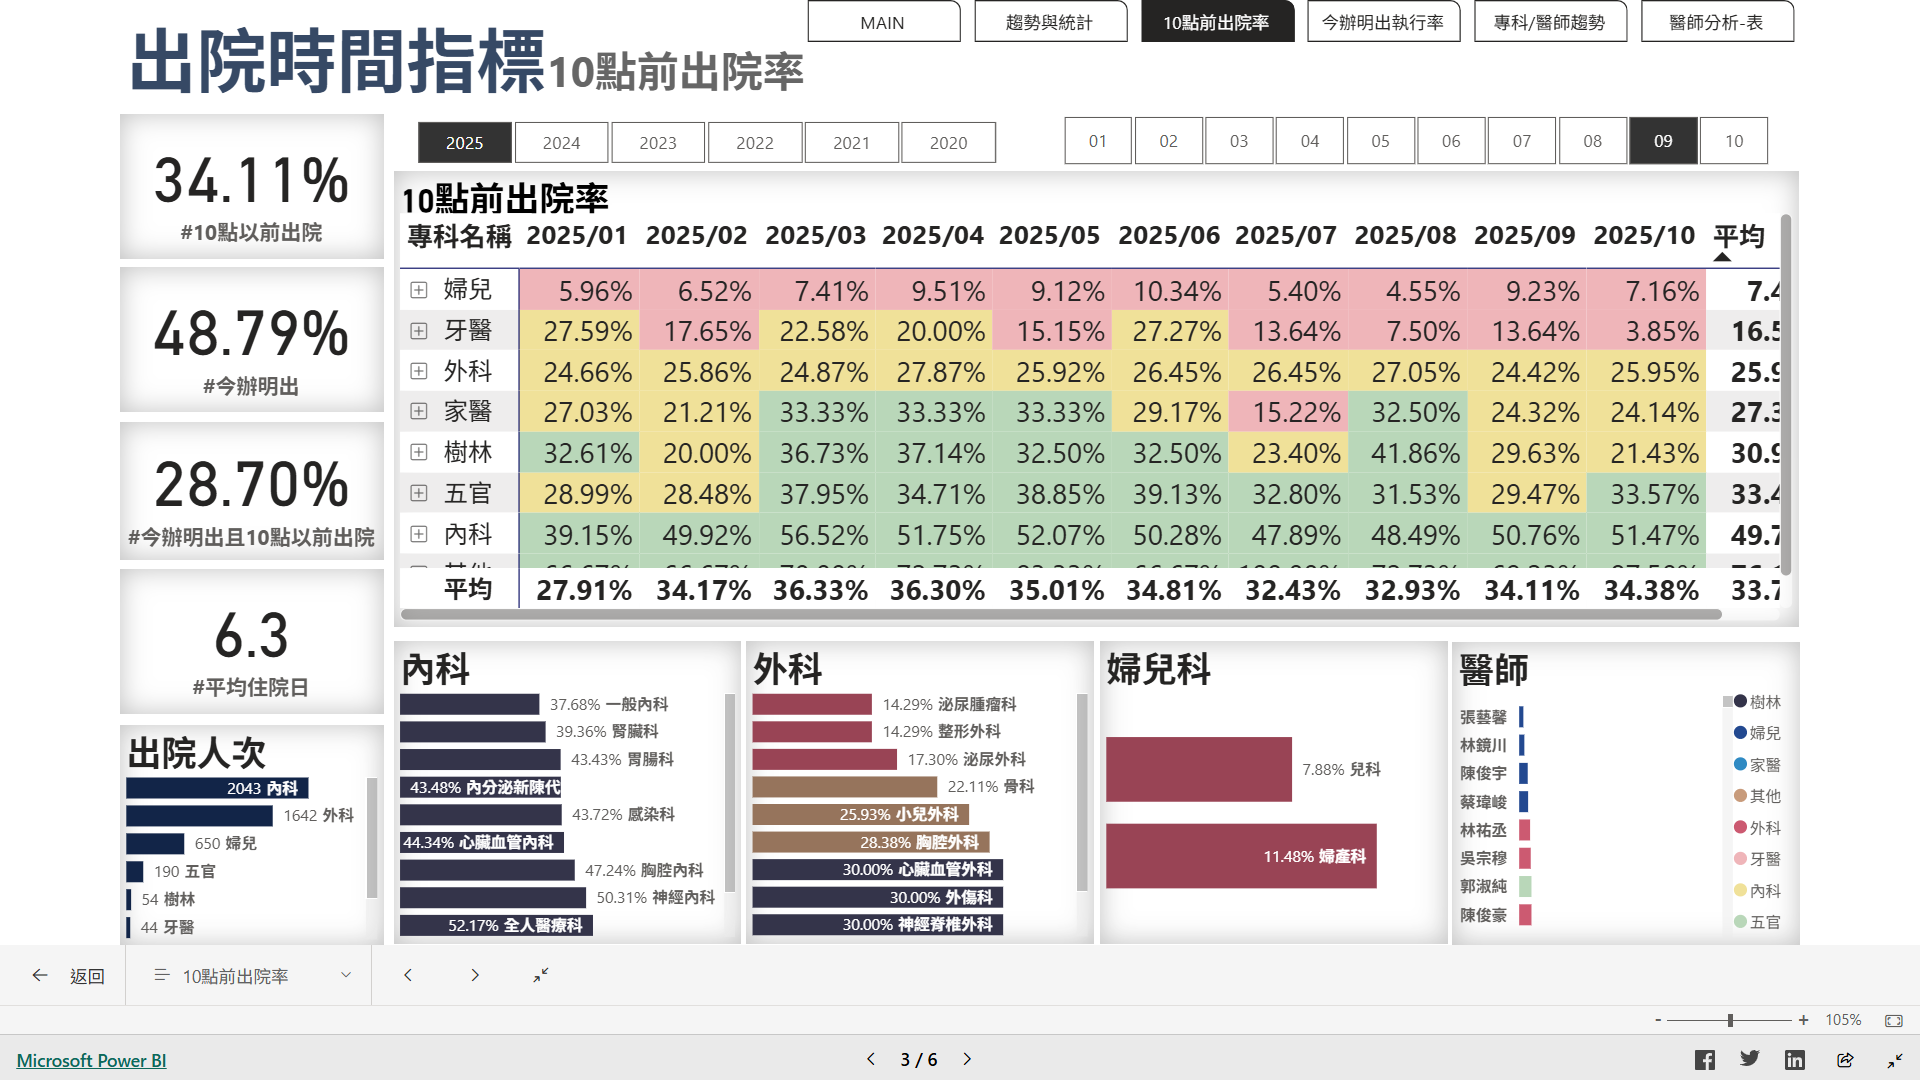 MAIN
趨勢與統計
10點前出院率
今辦明出執行率
專科/醫師趨勢
醫師分析-表
出院時間指標10點前出院率
34.11%
#10點以前出院
48.79%
#今辦明出
28.70%
#今辦明出且10點以前出院
6.3
#平均住院日
出院人次
2043 內科
1642 外科
650 婦兒
190 五官
54 樹林
44 牙醫
2025 2024 2023 2022 2021 2020
01 02 03 04 05 06 07 08 09 10
10點前出院率
專科名稱 2025/01 2025/02 2025/03 2025/04 2025/05 2025/06 2025/07 2025/08 2025/09 2025/10 平均
婦兒 5.96% 6.52% 7.41% 9.51% 9.12% 10.34% 5.40% 4.55% 9.23% 7.16% 7.4
牙醫 27.59% 17.65% 22.58% 20.00% 15.15% 27.27% 13.64% 7.50% 13.64% 3.85% 16.5
外科 24.66% 25.86% 24.87% 27.87% 25.92% 26.45% 26.45% 27.05% 24.42% 25.95% 25.9
家醫 27.03% 21.21% 33.33% 33.33% 33.33% 29.17% 15.22% 32.50% 24.32% 24.14% 27.3
樹林 32.61% 20.00% 36.73% 37.14% 32.50% 32.50% 23.40% 41.86% 29.63% 21.43% 30.9
五官 28.99% 28.48% 37.95% 34.71% 38.85% 39.13% 32.80% 31.53% 29.47% 33.57% 33.4
內科 39.15% 49.92% 56.52% 51.75% 52.07% 50.28% 47.89% 48.49% 50.76% 51.47% 49.7
平均 27.91% 34.17% 36.33% 36.30% 35.01% 34.81% 32.43% 32.93% 34.11% 34.38% 33.7
內科
37.68% 一般內科
39.36% 腎臟科
43.43% 胃腸科
43.48% 內分泌新陳代
43.72% 感染科
44.34% 心臟血管內科
47.24% 胸腔內科
50.31% 神經內科
52.17% 全人醫療科
外科
14.29% 泌尿腫瘤科
14.29% 整形外科
17.30% 泌尿外科
22.11% 骨科
25.93% 小兒外科
28.38% 胸腔外科
30.00% 心臟血管外科
30.00% 外傷科
30.00% 神經脊椎外科
婦兒科
7.88% 兒科
11.48% 婦產科
醫師
張藝馨
林鏡川
陳俊宇
蔡瑋峻
林祐丞
吳宗穆
郭淑純
陳俊豪
樹林
婦兒
家醫
其他
外科
牙醫
內科
五官
返回
10點前出院率
105%
Microsoft Power BI
3 / 6